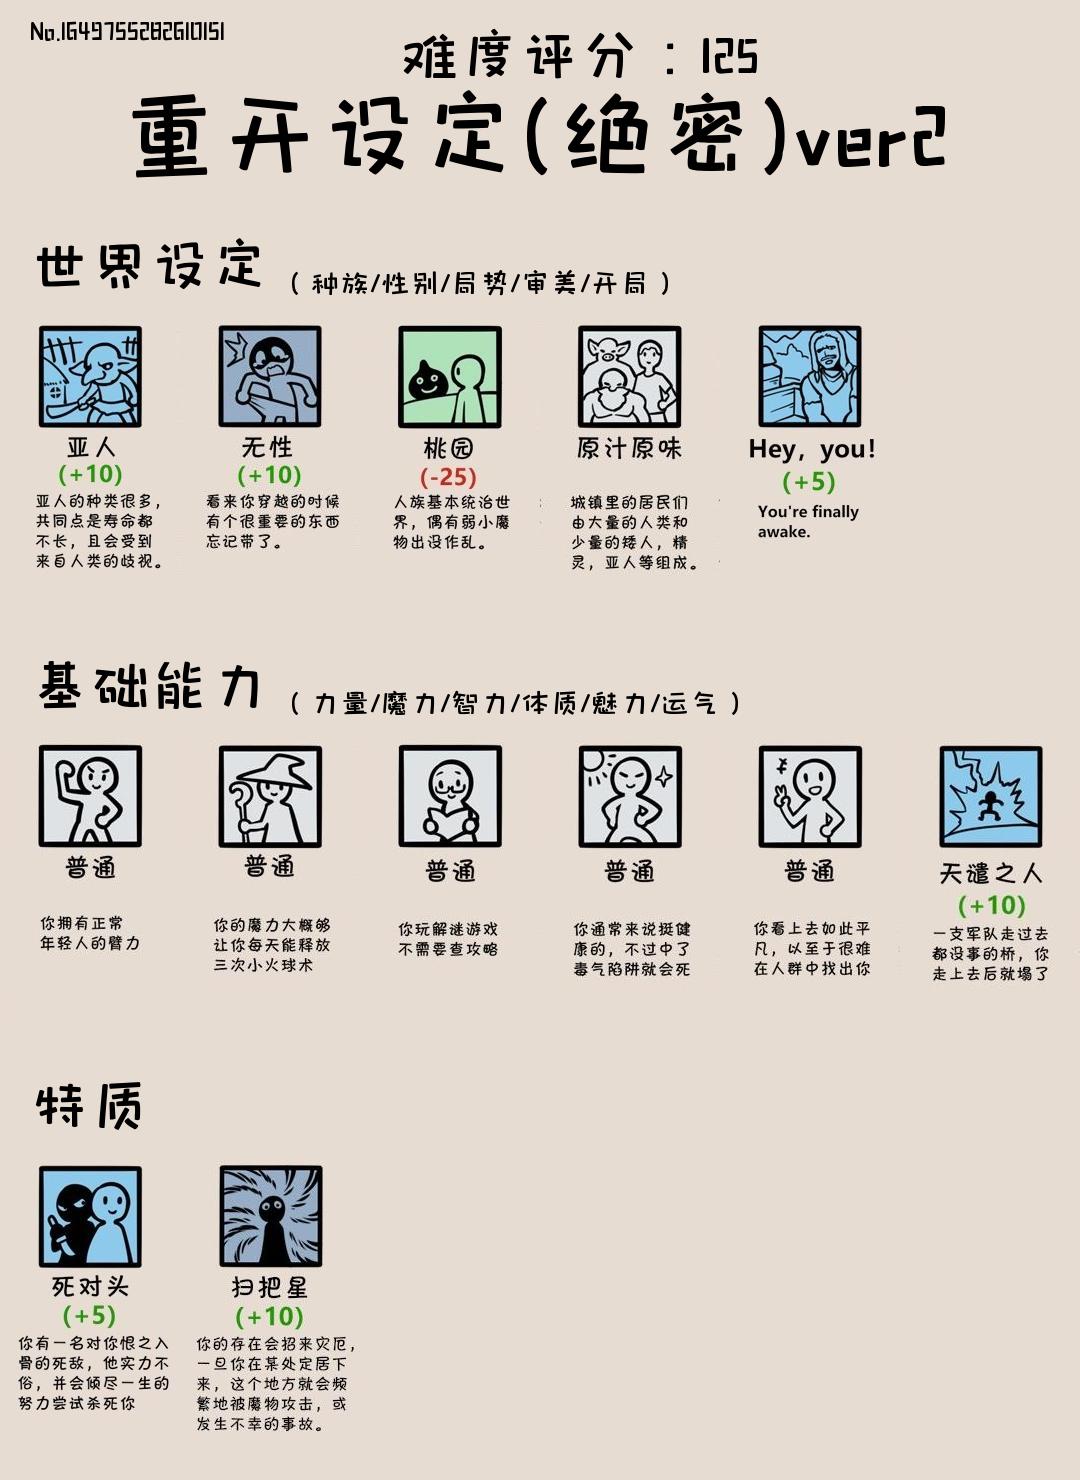 No.1649755282610151
难度评分：125
重开设定(绝密)ver2
世界设定 (种族/性别/局势/审美/开局)
亚人
(+10)
亚人的种类很多，
共同点是寿命都
不长，且会受到
来自人类的歧视。
无性
(+10)
看来你穿越的时候
有个很重要的东西
忘记带了。
桃园
(-25)
人族基本统治世
界，偶有弱小魔
物出没作乱。
原汁原味
城镇里的居民们
由大量的人类和
少量的矮人，精
灵，亚人等组成。
Hey, you!
(+5)
You're finally
awake.
基础能力 (力量/魔力/智力/体质/魅力/运气)
普通
你拥有正常
年轻人的臂力
普通
你的魔力大概够
让你每天能释放
三次小火球术
普通
你玩解谜游戏
不需要查攻略
普通
你通常来说挺健
康的，不过中了
毒气陷阱就会死
普通
你看上去如此平
凡，以至于很难
在人群中找出你
天谴之人
(+10)
一支军队走过去
都没事的桥，你
走上去后就塌了
特质
死对头
(+5)
你有一名对你恨之入
骨的死敌，他实力不
俗，并会倾尽一生的
努力尝试杀死你
扫把星
(+10)
你的存在会招来灾厄，
一旦你在某处定居下
来，这个地方就会频
繁地被魔物攻击，或
发生不幸的事故。